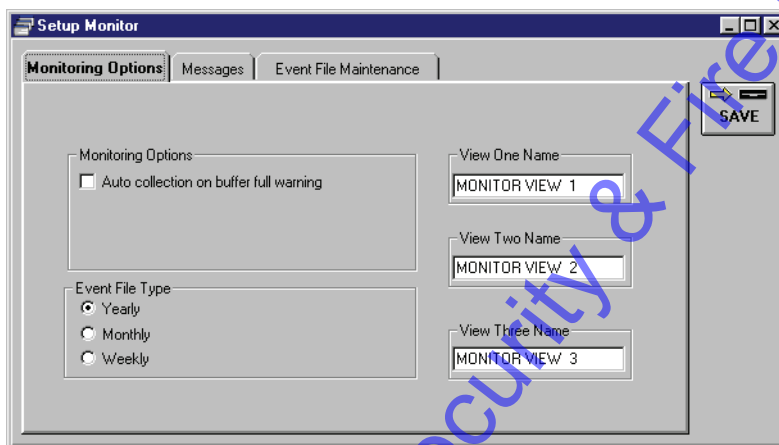 Setup Monitor
Monitoring Options
Messages
Event File Maintenance
SAVE
Monitoring Options
Auto collection on buffer full warning
Event File Type
Yearly
Monthly
Weekly
View One Name
MONITOR VIEW 1
View Two Name
MONITOR VIEW 2
View Three Name
MONITOR VIEW 3
ecurity & Fire